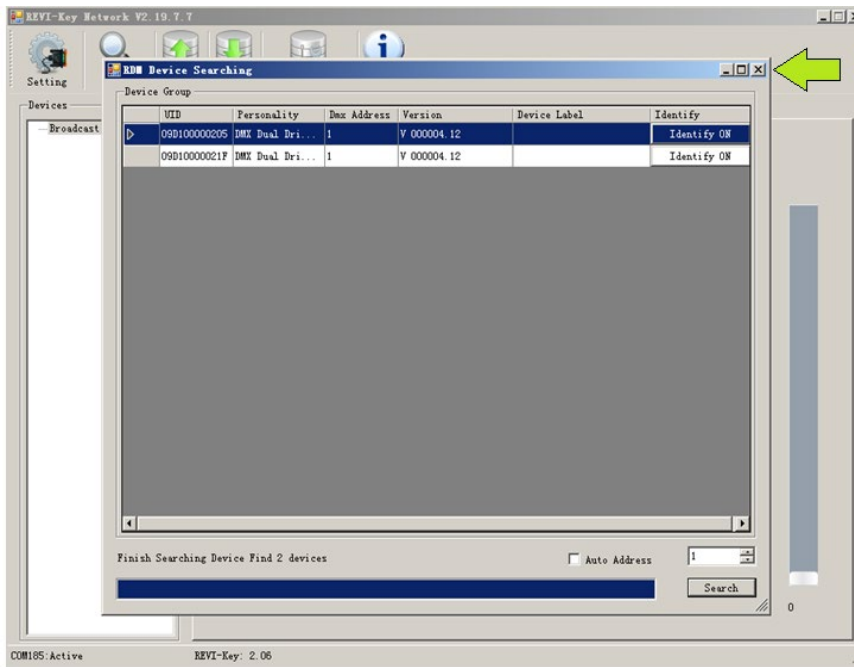 REVI-Key Network V2.19.7.7
Setting
RDM Device Searching
Device Group
Devices
Broadcast
UID Personality Dmx Address Version Device Label Identify
09D100000205 DMX Dual Dri... 1 V 000004.12 Identify ON
09D10000021F DMX Dual Dri... 1 V 000004.12 Identify ON
Finish Searching Device Find 2 devices
Auto Address
1
Search
0
COM185:Active REVI-Key: 2.06